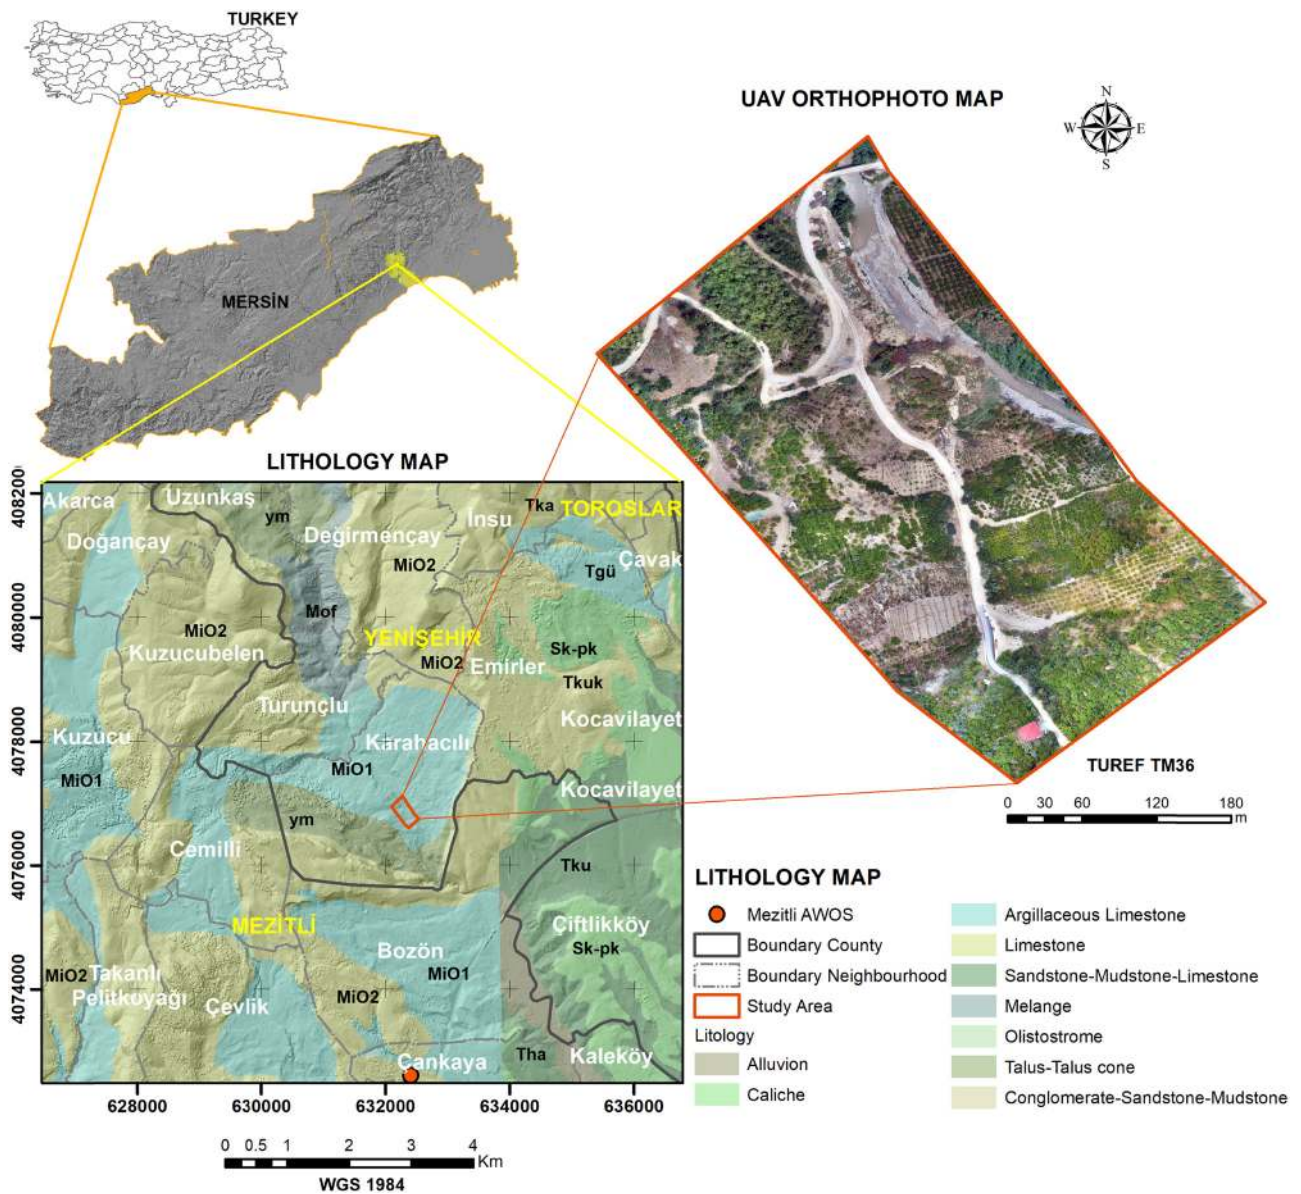 TURKEY
UAV ORTHOPHOTO MAP
N
W
E
S
MERSİN
LITHOLOGY MAP
4082000
4080000
4078000
4076000
4074000
Akarca
Uzunkaş
ym
Doğançay
Değirmençay
İnsu
Tka
TOROSLAR
MiO2
Tgü
Çavak
Mof
MiO2
Kuzucubelen
YENİŞEHİR
MiO2
Emirler
Sk-pk
Tkuk
Turunçlu
Kocavilayet
Kuzucu
Karahacılı
MiO1
MiO1
Kocavilayet
ym
Cemilli
Tku
MEZİTLİ
Çiftlikköy
Sk-pk
Bozön
MiO1
MiO2
Takanlı
Pelitkoyağı
Çevlik
MiO2
Çankaya
Tha
Kaleköy
628000
630000
632000
634000
636000
0 0.5 1 2 3 4
Km
WGS 1984
TUREF TM36
0 30 60 120 180
m
LITHOLOGY MAP
Mezitli AWOS
Boundary County
Boundary Neighbourhood
Study Area
Litology
Alluvion
Caliche
Argillaceous Limestone
Limestone
Sandstone-Mudstone-Limestone
Melange
Olistostrome
Talus-Talus cone
Conglomerate-Sandstone-Mudstone